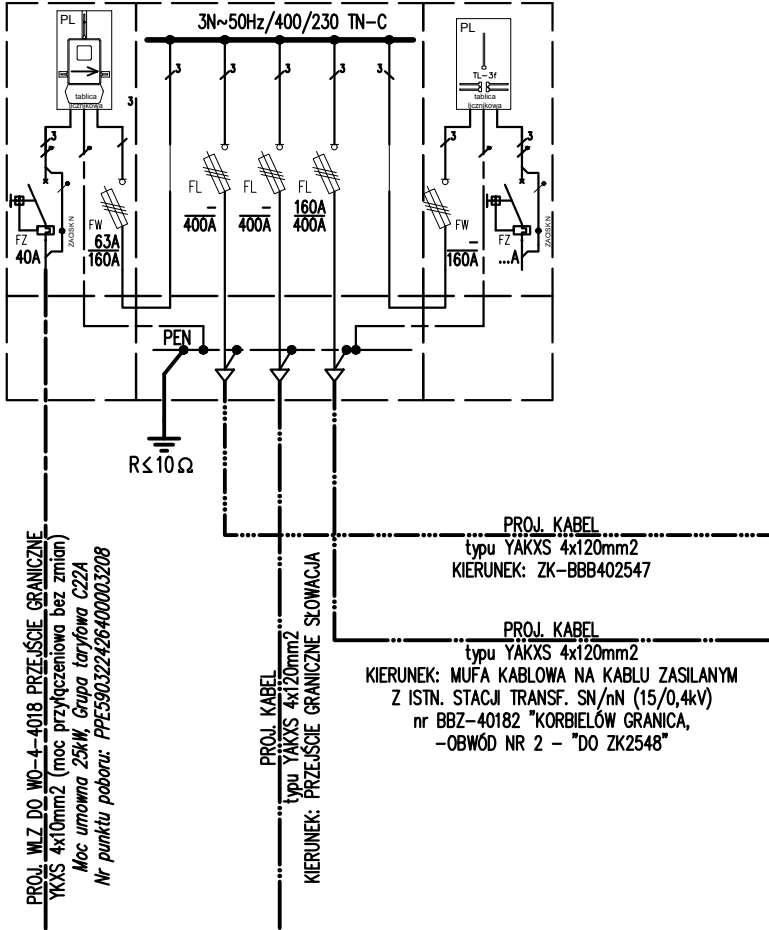 3N~50Hz/400/230 TN-C
PL
tablica
licznikowa
3
3
3
3
3
3
3
PL
TL-3f
tablica
licznikowa
3
FZ
40A
ZACISK N
FW
63A
160A
FL
-
400A
FL
-
400A
FL
160A
400A
FW
-
160A
FZ
...A
ZACISK N
PEN
R≤10Ω
PROJ. WLZ DO WO-4-4018 PRZEJŚCIE GRANICZNE
YKXS 4x10mm2 (moc przyłączeniowa bez zmian)
Moc umowna 25kW, Grupa taryfowa C22A
Nr punktu poboru: PPE590322426400003208
PROJ. KABEL
typu YAKXS 4x120mm2
KIERUNEK: PRZEJŚCIE GRANICZNE SŁOWACJA
PROJ. KABEL
typu YAKXS 4x120mm2
KIERUNEK: ZK-BBB402547
PROJ. KABEL
typu YAKXS 4x120mm2
KIERUNEK: MUFA KABLOWA NA KABLU ZASILANYM
Z ISTN. STACJI TRANSF. SN/nN (15/0,4kV)
nr BBZ-40182 "KORBIELÓW GRANICA,
-OBWÓD NR 2 - "DO ZK2548"